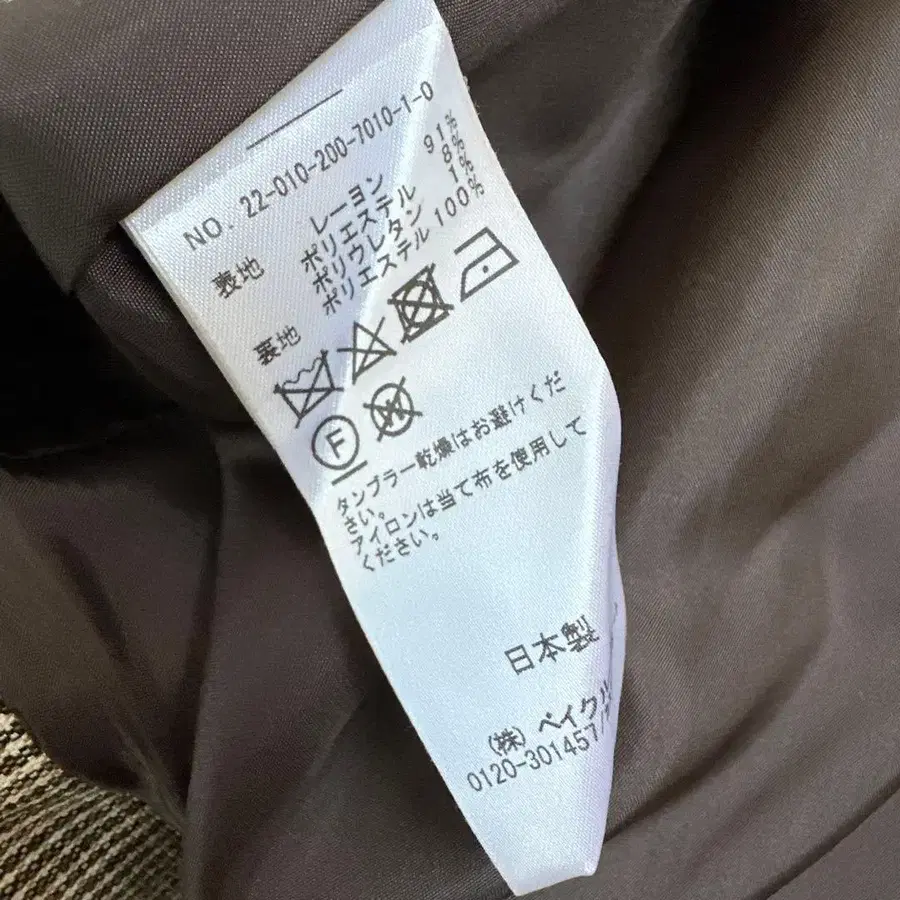 NO. 22-010-200-7010-1-0
表地 レーヨン 91%
ポリエステル 8%
ポリウレタン 1%
裏地 ポリエステル 100%
F
W
タンブラー乾燥はお避けくだ
さい。
アイロンは当て布を使用して
ください。
日本製
(株) ベイクル
0120-301457/